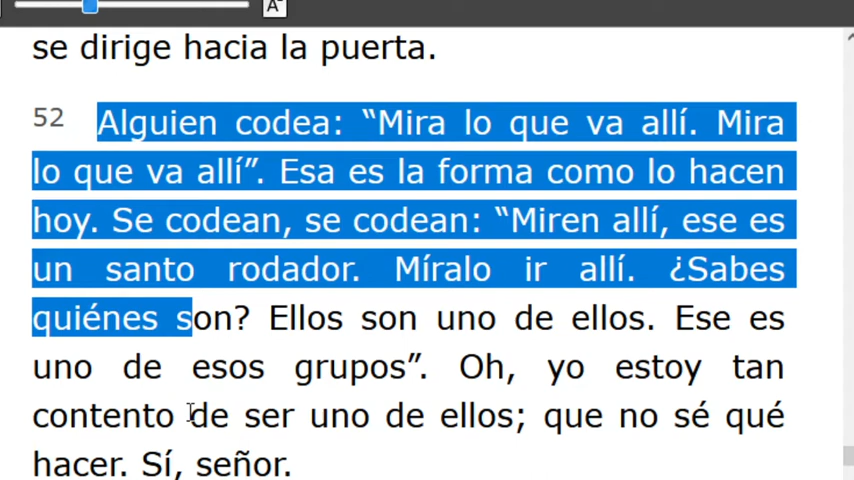 A
se dirige hacia la puerta.
52 Alguien codea: “Mira lo que va allí. Mira
lo que va allí”. Esa es la forma como lo hacen
hoy. Se codean, se codean: “Miren allí, ese es
un santo rodador. Míralo ir allí. ¿Sabes
quiénes son? Ellos son uno de ellos. Ese es
uno de esos grupos”. Oh, yo estoy tan
contento de ser uno de ellos; que no sé qué
hacer. Sí, señor.